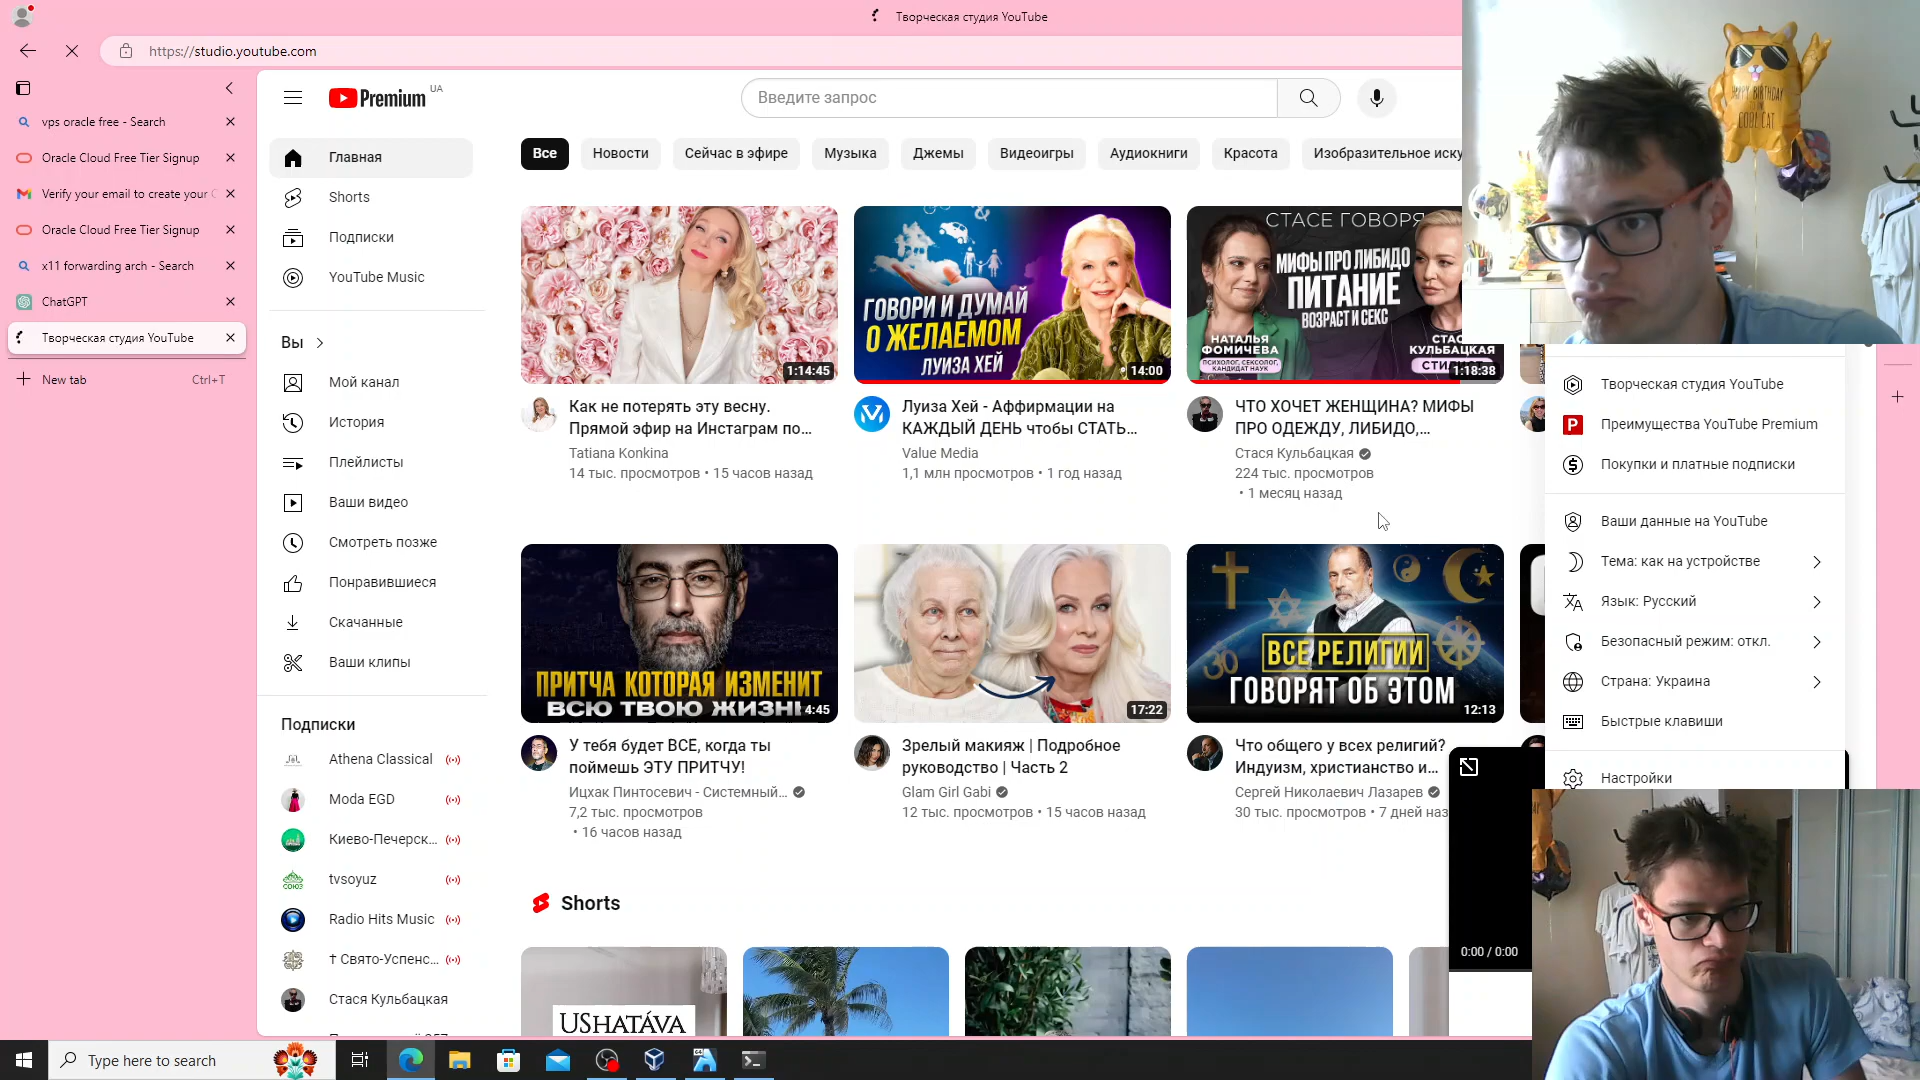 Творческая студия YouTube
https://studio.youtube.com
vps oracle free - Search
Oracle Cloud Free Tier Signup
Verify your email to create your
Oracle Cloud Free Tier Signup
x11 forwarding arch - Search
ChatGPT
Творческая студия YouTube
New tab Ctrl+T
Premium UA
Введите запрос
Главная
Shorts
Подписки
YouTube Music
Вы
Мой канал
История
Плейлисты
Ваши видео
Смотреть позже
Понравившиеся
Скачанные
Ваши клипы
Подписки
Athena Classical
Moda EGD
Киево-Печерск...
tvsoyuz
Radio Hits Music
† Свято-Успенс...
Стася Кульбацкая
Все Новости Сейчас в эфире Музыка Джемы Видеоигры Аудиокниги Красота Изобразительное иску
1:14:45
Как не потерять эту весну.
Прямой эфир на Инстаграм по...
Tatiana Konkina
14 тыс. просмотров • 15 часов назад
ГОВОРИ И ДУМАЙ
О ЖЕЛАЕМОМ
ЛУИЗА ХЕЙ
14:00
Луиза Хей - Аффирмации на
КАЖДЫЙ ДЕНЬ чтобы СТАТЬ...
Value Media
1,1 млн просмотров • 1 год назад
СТАСЕ ГОВОРЯ
МИФЫ ПРО ЛИБИДО
ПИТАНИЕ
ВОЗРАСТ И СЕКС
НАТАЛЬЯ
ФОМИЧЕВА
ПСИХОЛОГ, СЕКСОЛОГ,
КАНДИДАТ НАУК
СТАС
КУЛЬБАЦКАЯ
СТИЛ
1:18:38
ЧТО ХОЧЕТ ЖЕНЩИНА? МИФЫ
ПРО ОДЕЖДУ, ЛИБИДО,...
Стася Кульбацкая
224 тыс. просмотров
• 1 месяц назад
ПРИТЧА КОТОРАЯ ИЗМЕНИТ
ВСЮ ТВОЮ ЖИЗНЬ
4:45
У тебя будет ВСЕ, когда ты
поймешь ЭТУ ПРИТЧУ!
Ицхак Пинтосевич - Системный...
7,2 тыс. просмотров
• 16 часов назад
17:22
Зрелый макияж | Подробное
руководство | Часть 2
Glam Girl Gabi
12 тыс. просмотров • 15 часов назад
ВСЕ РЕЛИГИИ
ГОВОРЯТ ОБ ЭТОМ
12:13
Что общего у всех религий?
Индуизм, христианство и...
Сергей Николаевич Лазарев
30 тыс. просмотров • 7 дней наз
Shorts
USHATÁVA
Творческая студия YouTube
Преимущества YouTube Premium
Покупки и платные подписки
Ваши данные на YouTube
Тема: как на устройстве
Язык: Русский
Безопасный режим: откл.
Страна: Украина
Быстрые клавиши
Настройки
0:00 / 0:00
HAPPY BIRTHDAY
COOL CAT
Type here to search